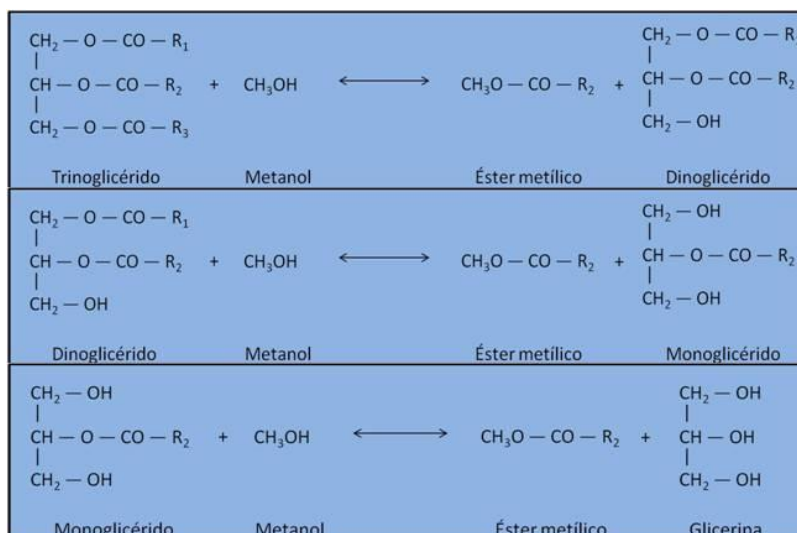 CH₂ — O — CO — R₁
|
CH — O — CO — R₂ + CH₃OH ⟷ CH₃O — CO — R₂ +
|
CH₂ — O — CO — R₃
CH₂ — O — CO — R
|
CH — O — CO — R₂
|
CH₂ — OH
Trinoglicérido Metanol Éster metílico Dinoglicérido
CH₂ — O — CO — R₁
|
CH — O — CO — R₂ + CH₃OH ⟷ CH₃O — CO — R₂ +
|
CH₂ — OH
CH₂ — OH
|
CH — O — CO — R₂
|
CH₂ — OH
Dinoglicérido Metanol Éster metílico Monoglicérido
CH₂ — OH
|
CH — O — CO — R₂ + CH₃OH ⟷ CH₃O — CO — R₂ +
|
CH₂ — OH
CH₂ — OH
|
CH — OH
|
CH₂ — OH
Monoglicérido Metanol Éster metílico Glicerina